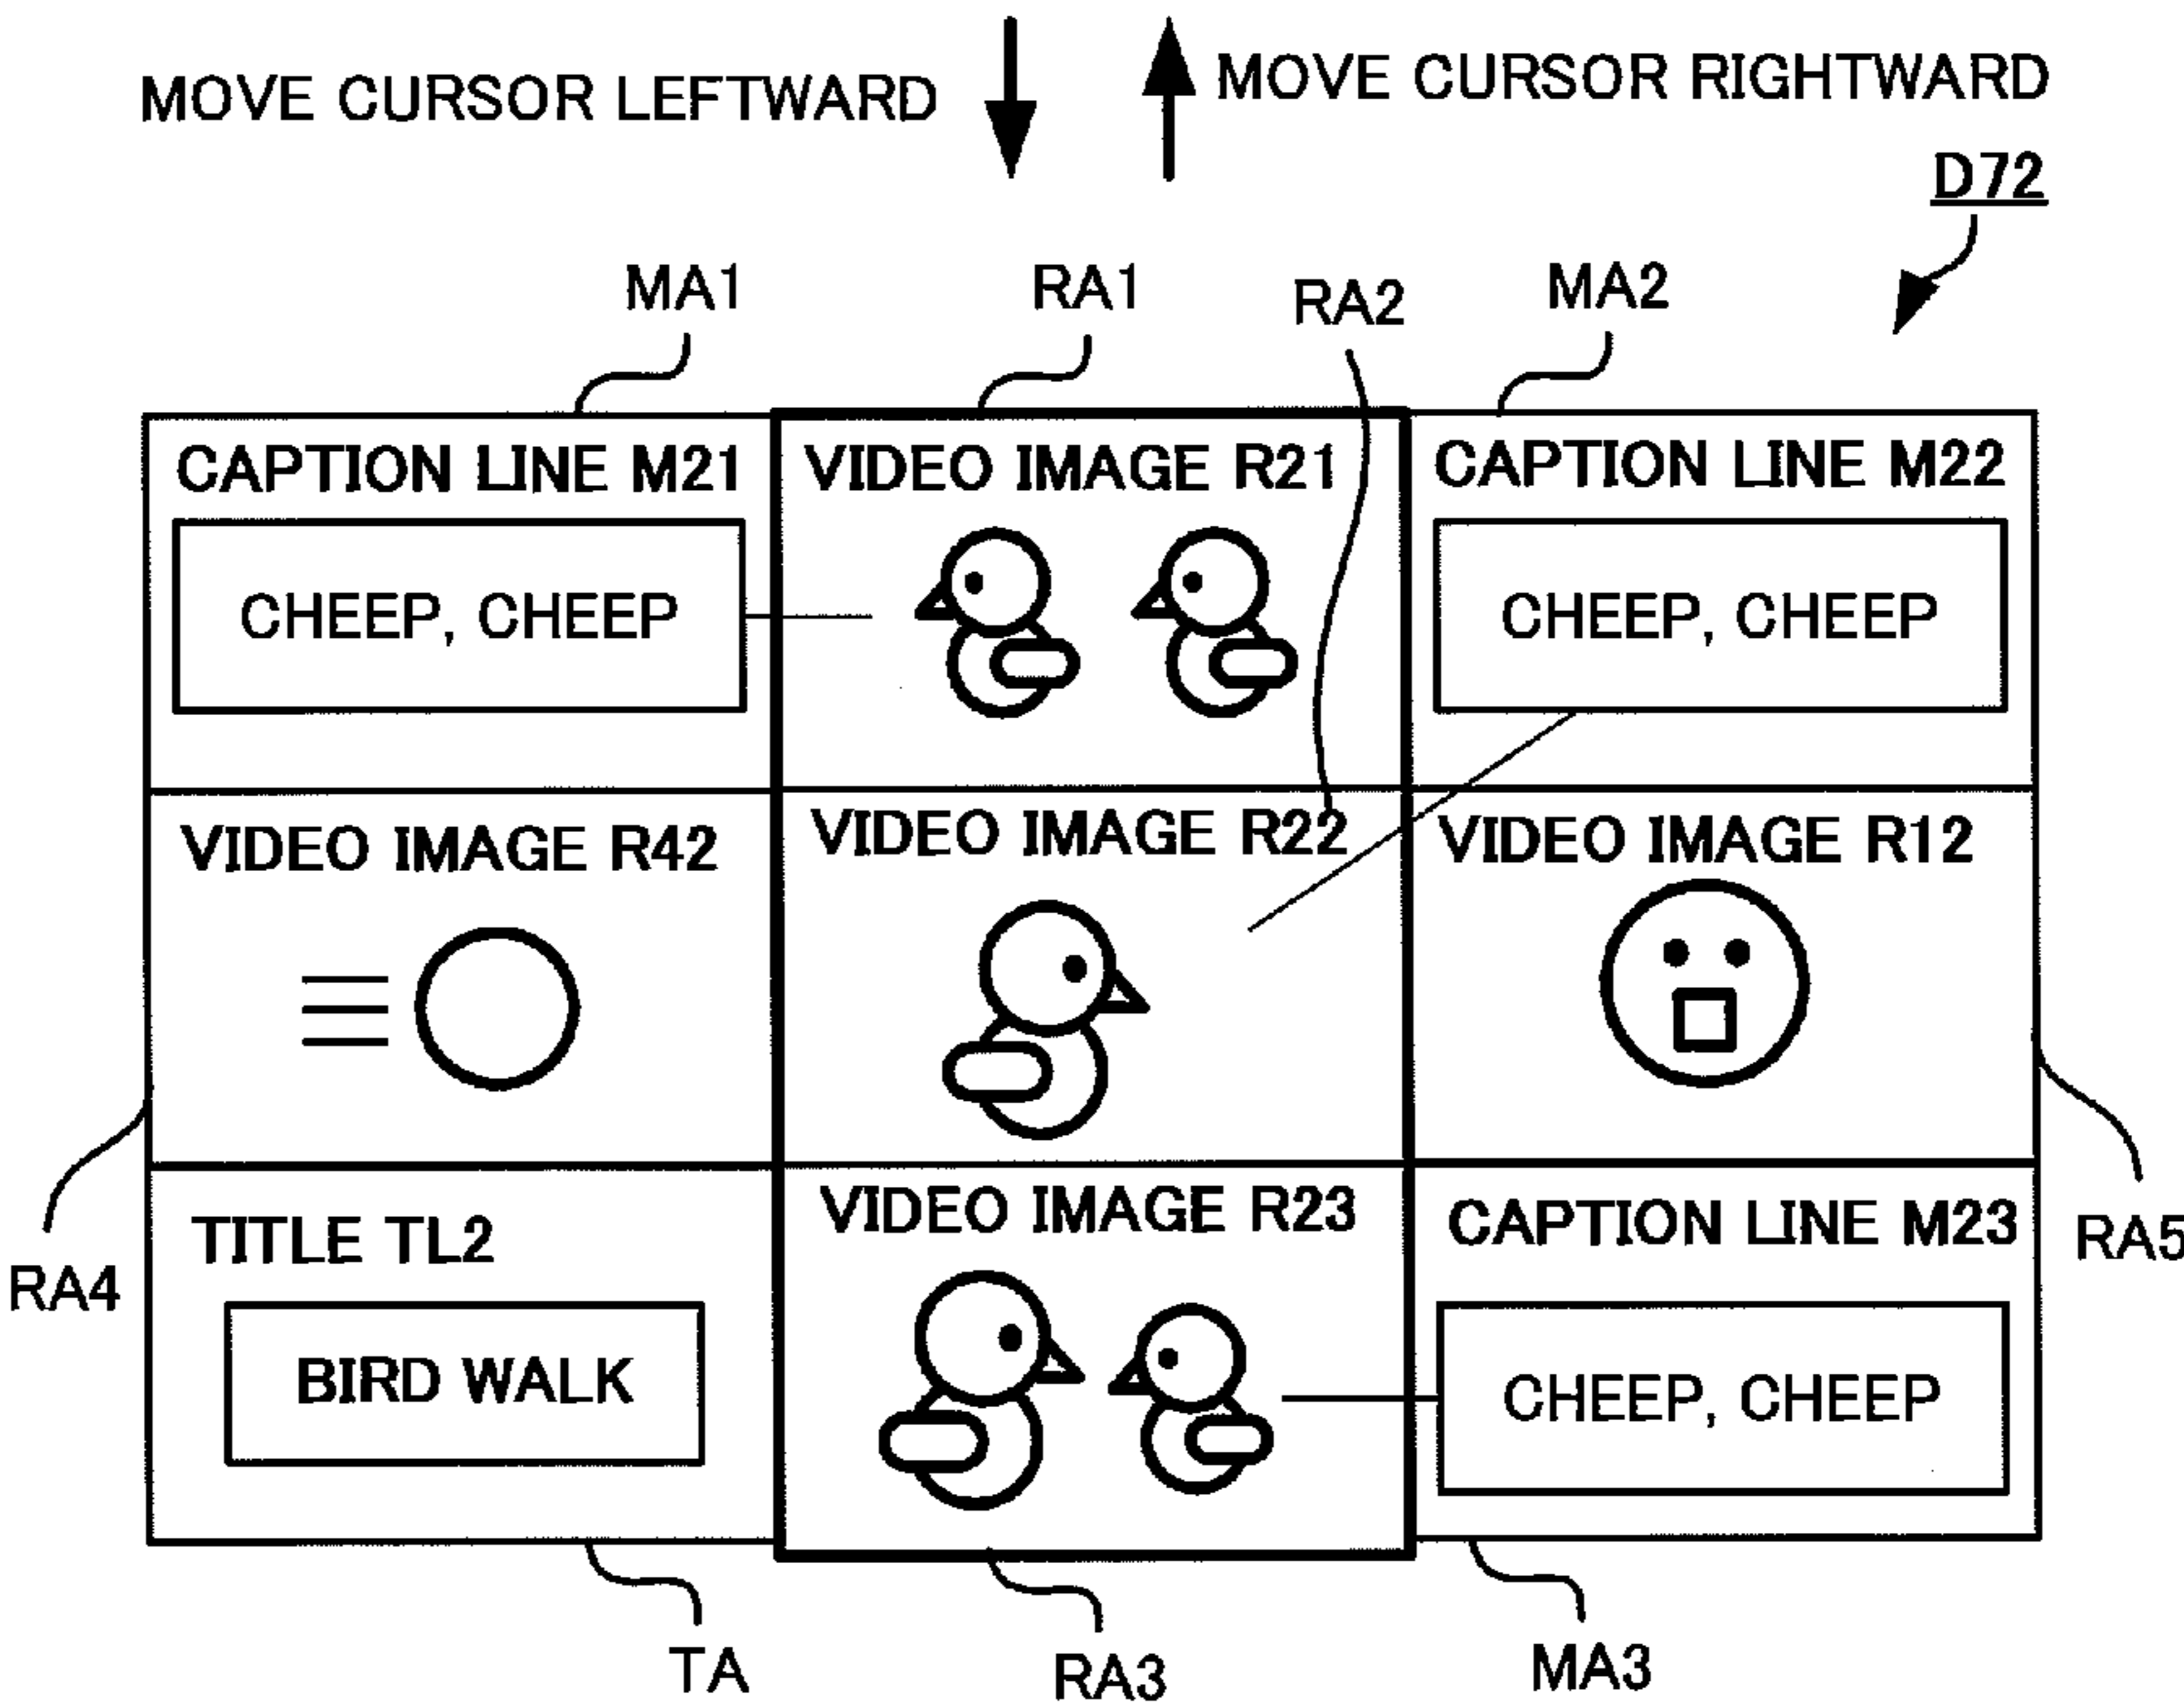 MOVE CURSOR LEFTWARD
MOVE CURSOR RIGHTWARD
D72
MA1
RA1
RA2
MA2
CAPTION LINE M21
VIDEO IMAGE R21
CAPTION LINE M22
CHEEP, CHEEP
CHEEP, CHEEP
VIDEO IMAGE R42
VIDEO IMAGE R22
VIDEO IMAGE R12
TITLE TL2
VIDEO IMAGE R23
CAPTION LINE M23
RA4
RA5
BIRD WALK
CHEEP, CHEEP
TA
RA3
MA3